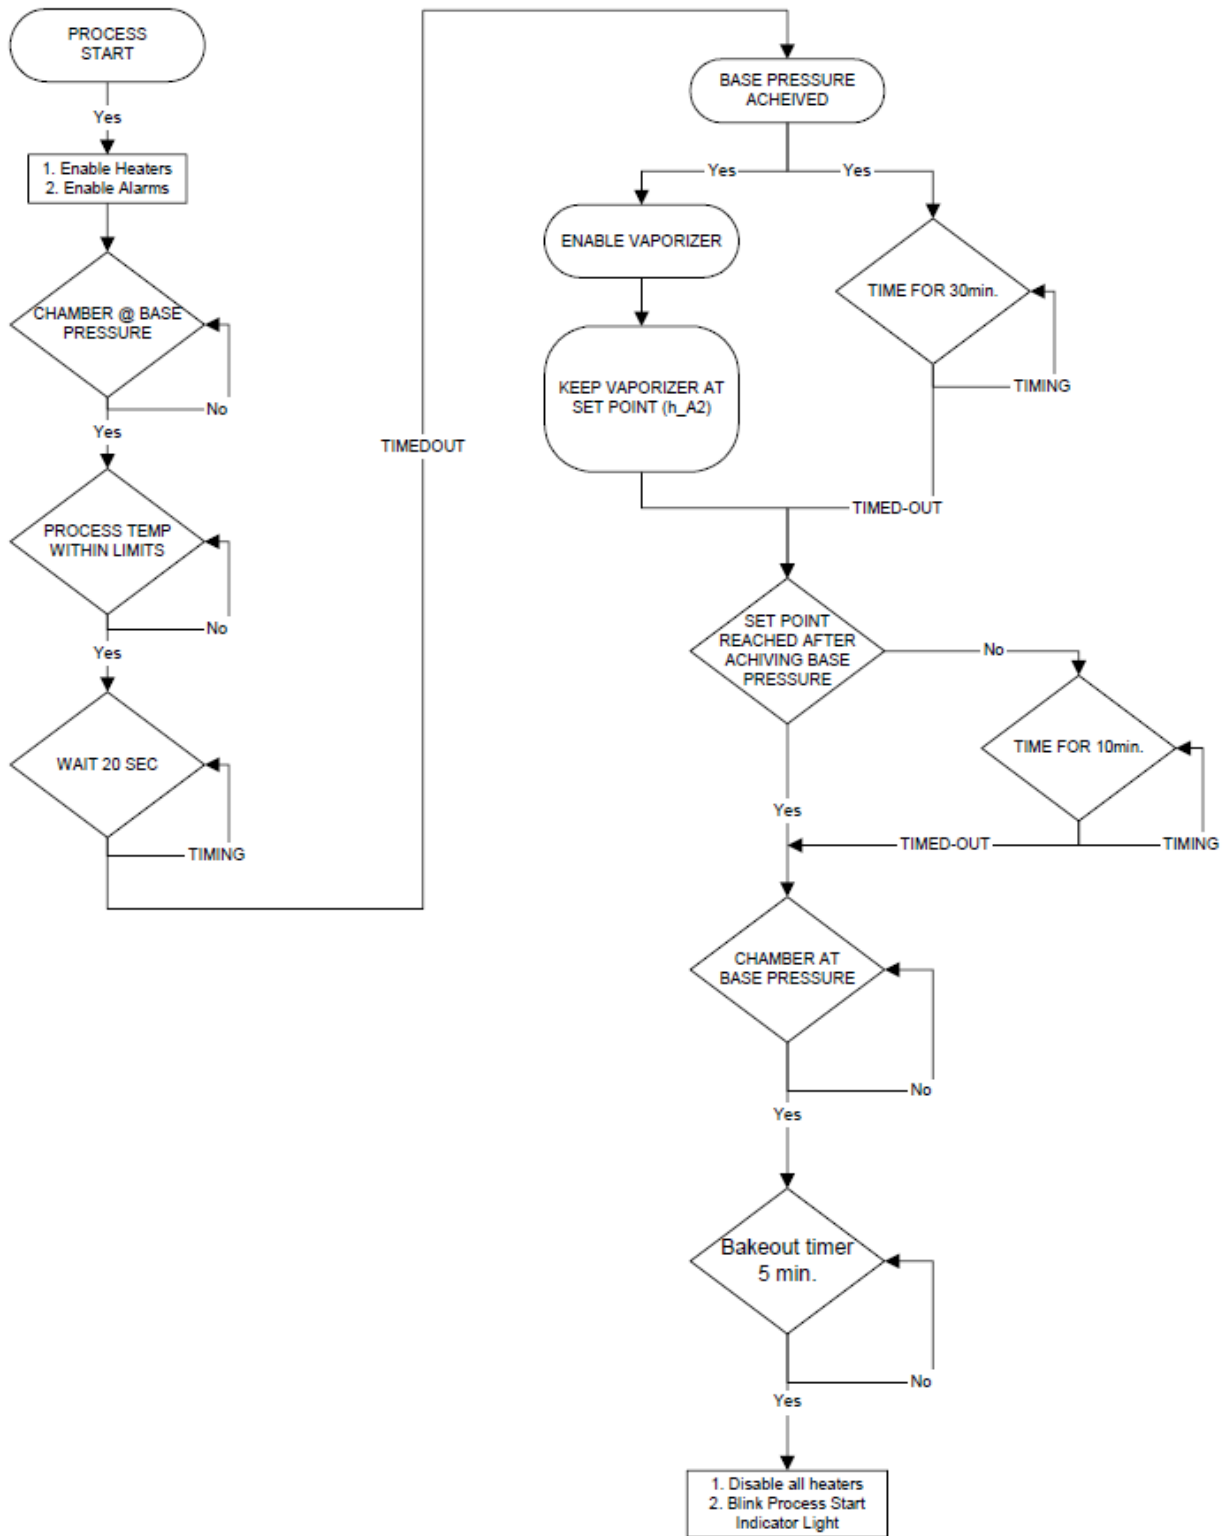 PROCESS
START
Yes
1. Enable Heaters
2. Enable Alarms
CHAMBER @ BASE
PRESSURE
No
Yes
PROCESS TEMP
WITHIN LIMITS
No
Yes
WAIT 20 SEC
TIMING
TIMEDOUT
BASE PRESSURE
ACHEIVED
Yes
Yes
ENABLE VAPORIZER
TIME FOR 30min.
KEEP VAPORIZER AT
SET POINT (h_A2)
TIMING
TIMED-OUT
SET POINT
REACHED AFTER
ACHIVING BASE
PRESSURE
No
TIME FOR 10min.
Yes
TIMED-OUT
TIMING
CHAMBER AT
BASE PRESSURE
No
Yes
Bakeout timer
5 min.
No
Yes
1. Disable all heaters
2. Blink Process Start
Indicator Light